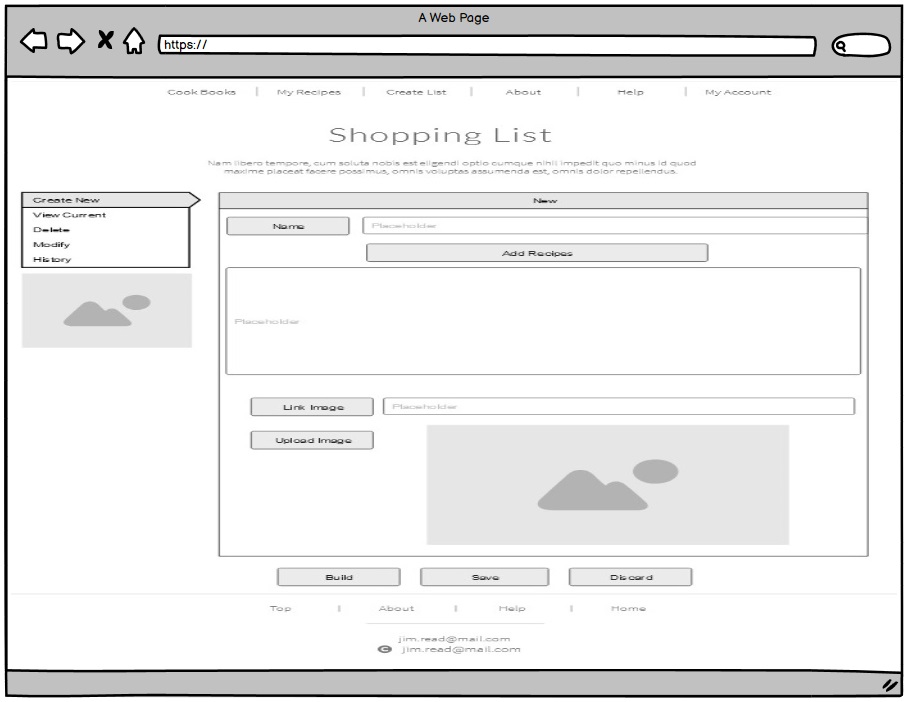 A Web Page
https://
Cook Books | My Recipes | Create List | About | Help | My Account
Shopping List
Nam libero tempore, cum soluta nobis est eligendi optio cumque nihil impedit quo minus id quod
maxime placeat facere possimus, omnis voluptas assumenda est, omnis dolor repellendus.
Create New
View Current
Delete
Modify
History
New
Name
Placeholder
Add Recipes
Placeholder
Link Image
Placeholder
Upload Image
Build
Save
Discard
Top | About | Help | Home
jim.read@mail.com
© jim.read@mail.com